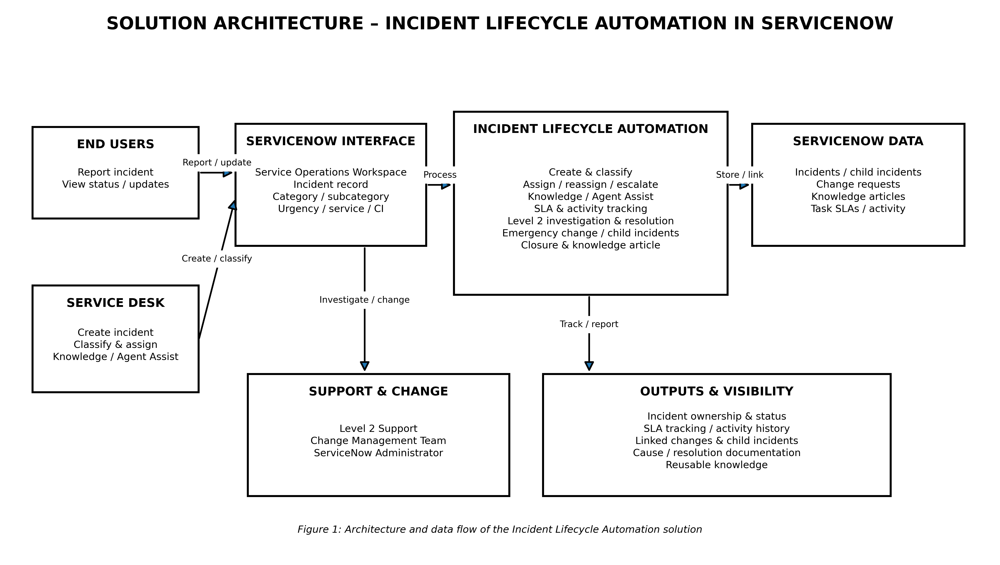 SOLUTION ARCHITECTURE – INCIDENT LIFECYCLE AUTOMATION IN SERVICENOW
END USERS
Report incident
View status / updates
Report / update
SERVICENOW INTERFACE
Service Operations Workspace
Incident record
Category / subcategory
Urgency / service / CI
Process
INCIDENT LIFECYCLE AUTOMATION
Create & classify
Assign / reassign / escalate
Knowledge / Agent Assist
SLA & activity tracking
Level 2 investigation & resolution
Emergency change / child incidents
Closure & knowledge article
Store / link
SERVICENOW DATA
Incidents / child incidents
Change requests
Knowledge articles
Task SLAs / activity
Create / classify
SERVICE DESK
Create incident
Classify & assign
Knowledge / Agent Assist
Investigate / change
Track / report
SUPPORT & CHANGE
Level 2 Support
Change Management Team
ServiceNow Administrator
OUTPUTS & VISIBILITY
Incident ownership & status
SLA tracking / activity history
Linked changes & child incidents
Cause / resolution documentation
Reusable knowledge
Figure 1: Architecture and data flow of the Incident Lifecycle Automation solution